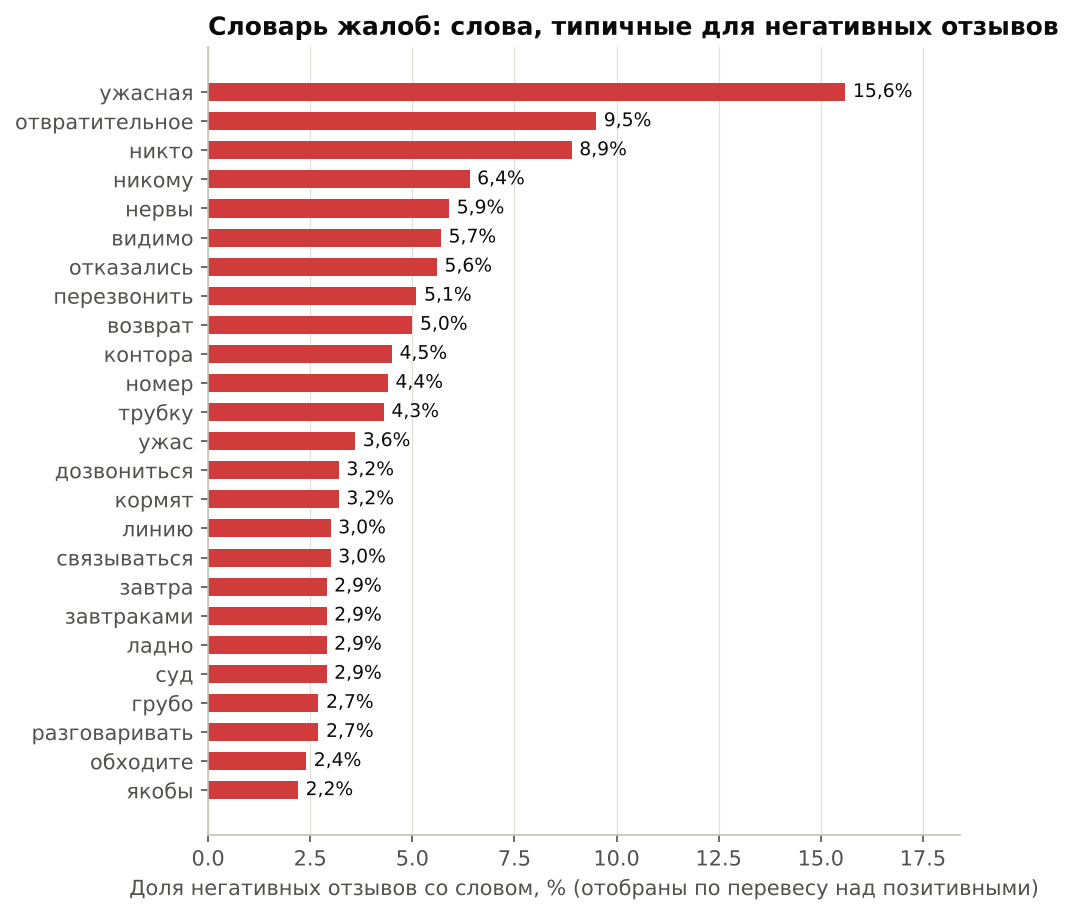 Словарь жалоб: слова, типичные для негативных отзывов
ужасная 15,6%
отвратительное 9,5%
никто 8,9%
никому 6,4%
нервы 5,9%
видимо 5,7%
отказались 5,6%
перезвонить 5,1%
возврат 5,0%
контора 4,5%
номер 4,4%
трубку 4,3%
ужас 3,6%
дозвониться 3,2%
кормят 3,2%
линию 3,0%
связываться 3,0%
завтра 2,9%
завтраками 2,9%
ладно 2,9%
суд 2,9%
грубо 2,7%
разговаривать 2,7%
обходите 2,4%
якобы 2,2%
0.0 2.5 5.0 7.5 10.0 12.5 15.0 17.5
Доля негативных отзывов со словом, % (отобраны по перевесу над позитивными)